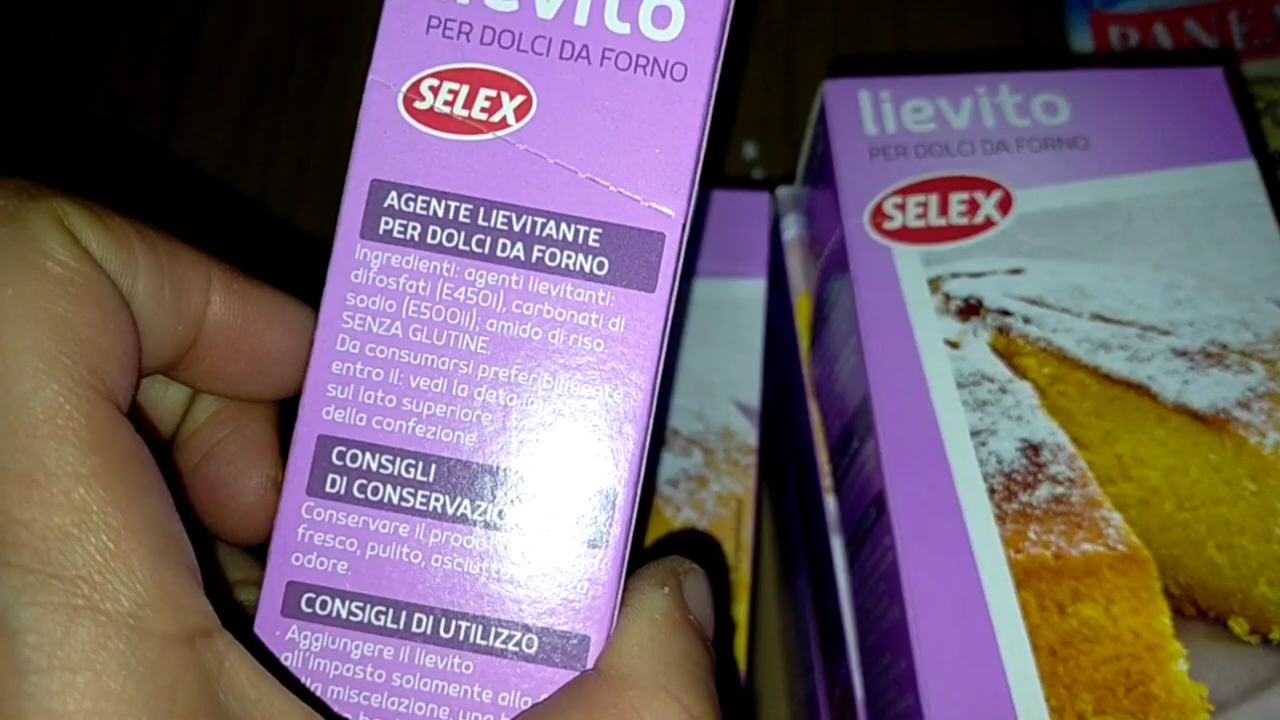 lievito
PER DOLCI DA FORNO
SELEX
AGENTE LIEVITANTE
PER DOLCI DA FORNO
Ingredienti: agenti lievitanti:
difosfati (E450i), carbonati di
sodio (E500ii), amido di riso.
SENZA GLUTINE.
Da consumarsi preferibilmente
entro il: vedi la data
sul lato superiore
della confezione.
CONSIGLI
DI CONSERVAZIO
Conservare il prodo
fresco, pulito, asciutt
odore.
CONSIGLI DI UTILIZZO
Aggiungere il lievito
all'impasto solamente alla
miscelazione, una
lievito
PER DOLCI DA FORNO
SELEX
PANE